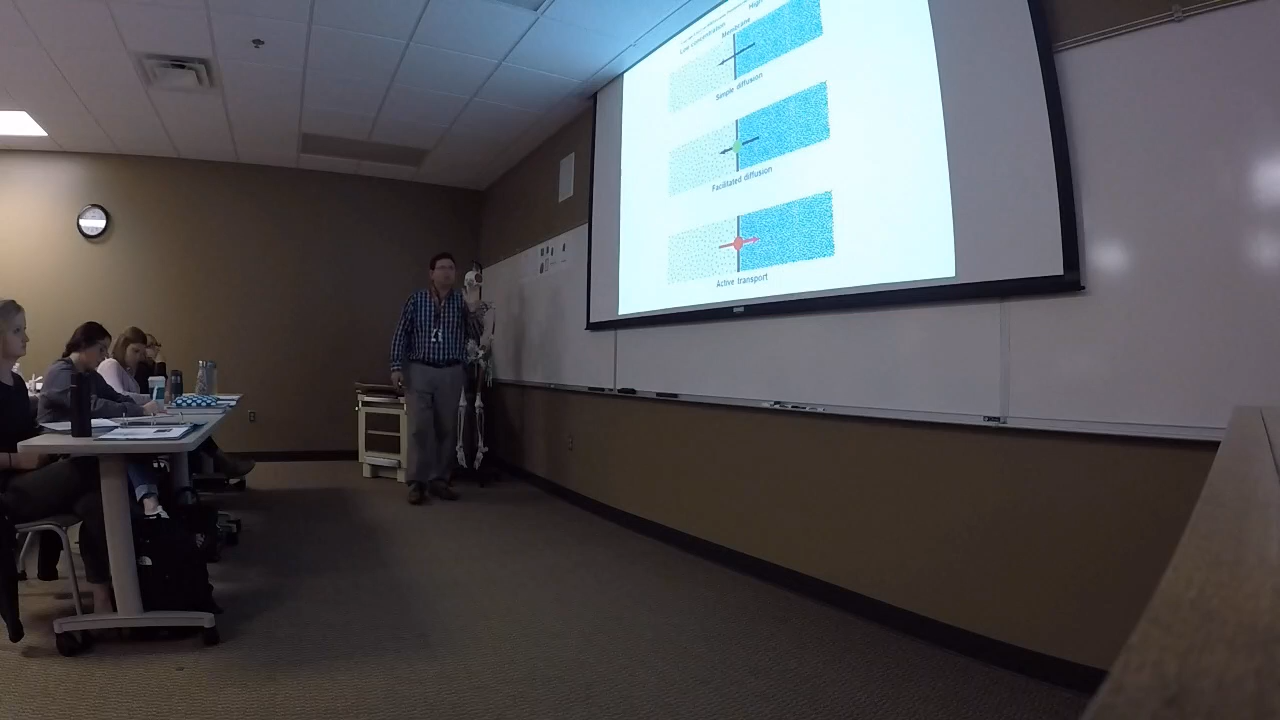 High
Low concentration
Membrane
Simple diffusion
Facilitated diffusion
Active transport